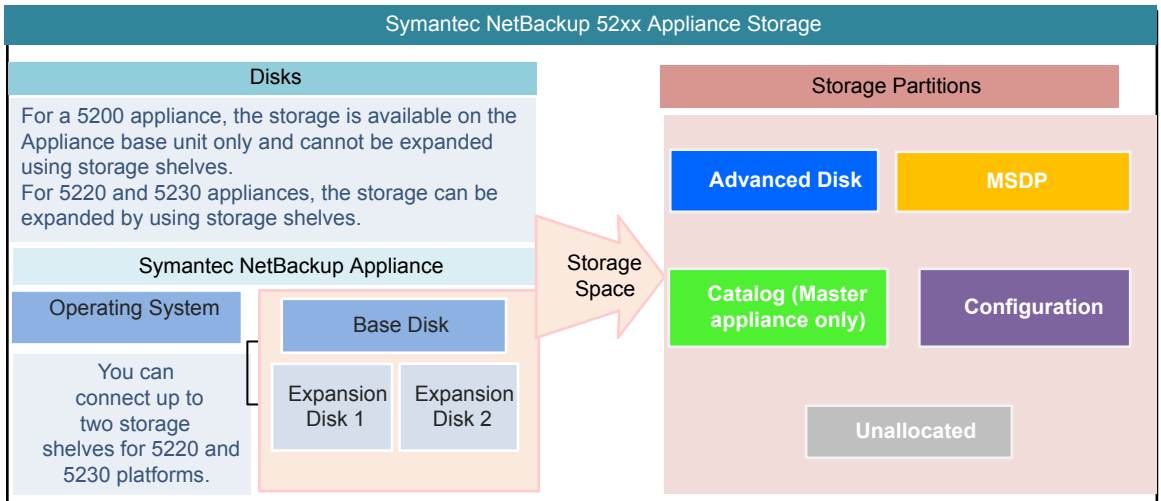 Symantec NetBackup 52xx Appliance Storage
Disks
For a 5200 appliance, the storage is available on the
Appliance base unit only and cannot be expanded
using storage shelves.
For 5220 and 5230 appliances, the storage can be
expanded by using storage shelves.
Symantec NetBackup Appliance
Operating System
You can
connect up to
two storage
shelves for 5220 and
5230 platforms.
Base Disk
Expansion
Disk 1
Expansion
Disk 2
Storage
Space
Storage Partitions
Advanced Disk
MSDP
Catalog (Master
appliance only)
Configuration
Unallocated